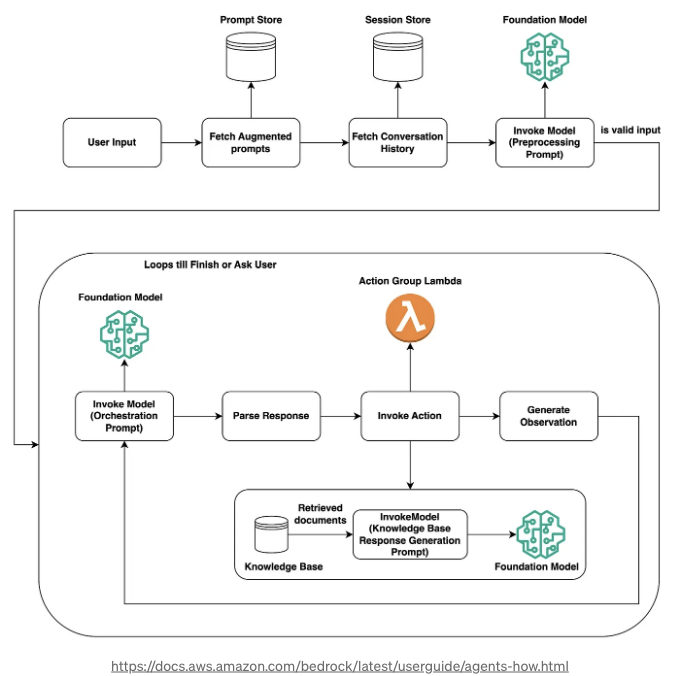 Prompt Store
Session Store
Foundation Model
User Input
Fetch Augmented
prompts
Fetch Conversation
History
Invoke Model
(Preprocessing
Prompt)
is valid input
Loops till Finish or Ask User
Foundation Model
Action Group Lambda
Invoke Model
(Orchestration
Prompt)
Parse Response
Invoke Action
Generate
Observation
Retrieved
documents
Knowledge Base
InvokeModel
(Knowledge Base
Response Generation
Prompt)
Foundation Model
https://docs.aws.amazon.com/bedrock/latest/userguide/agents-how.html